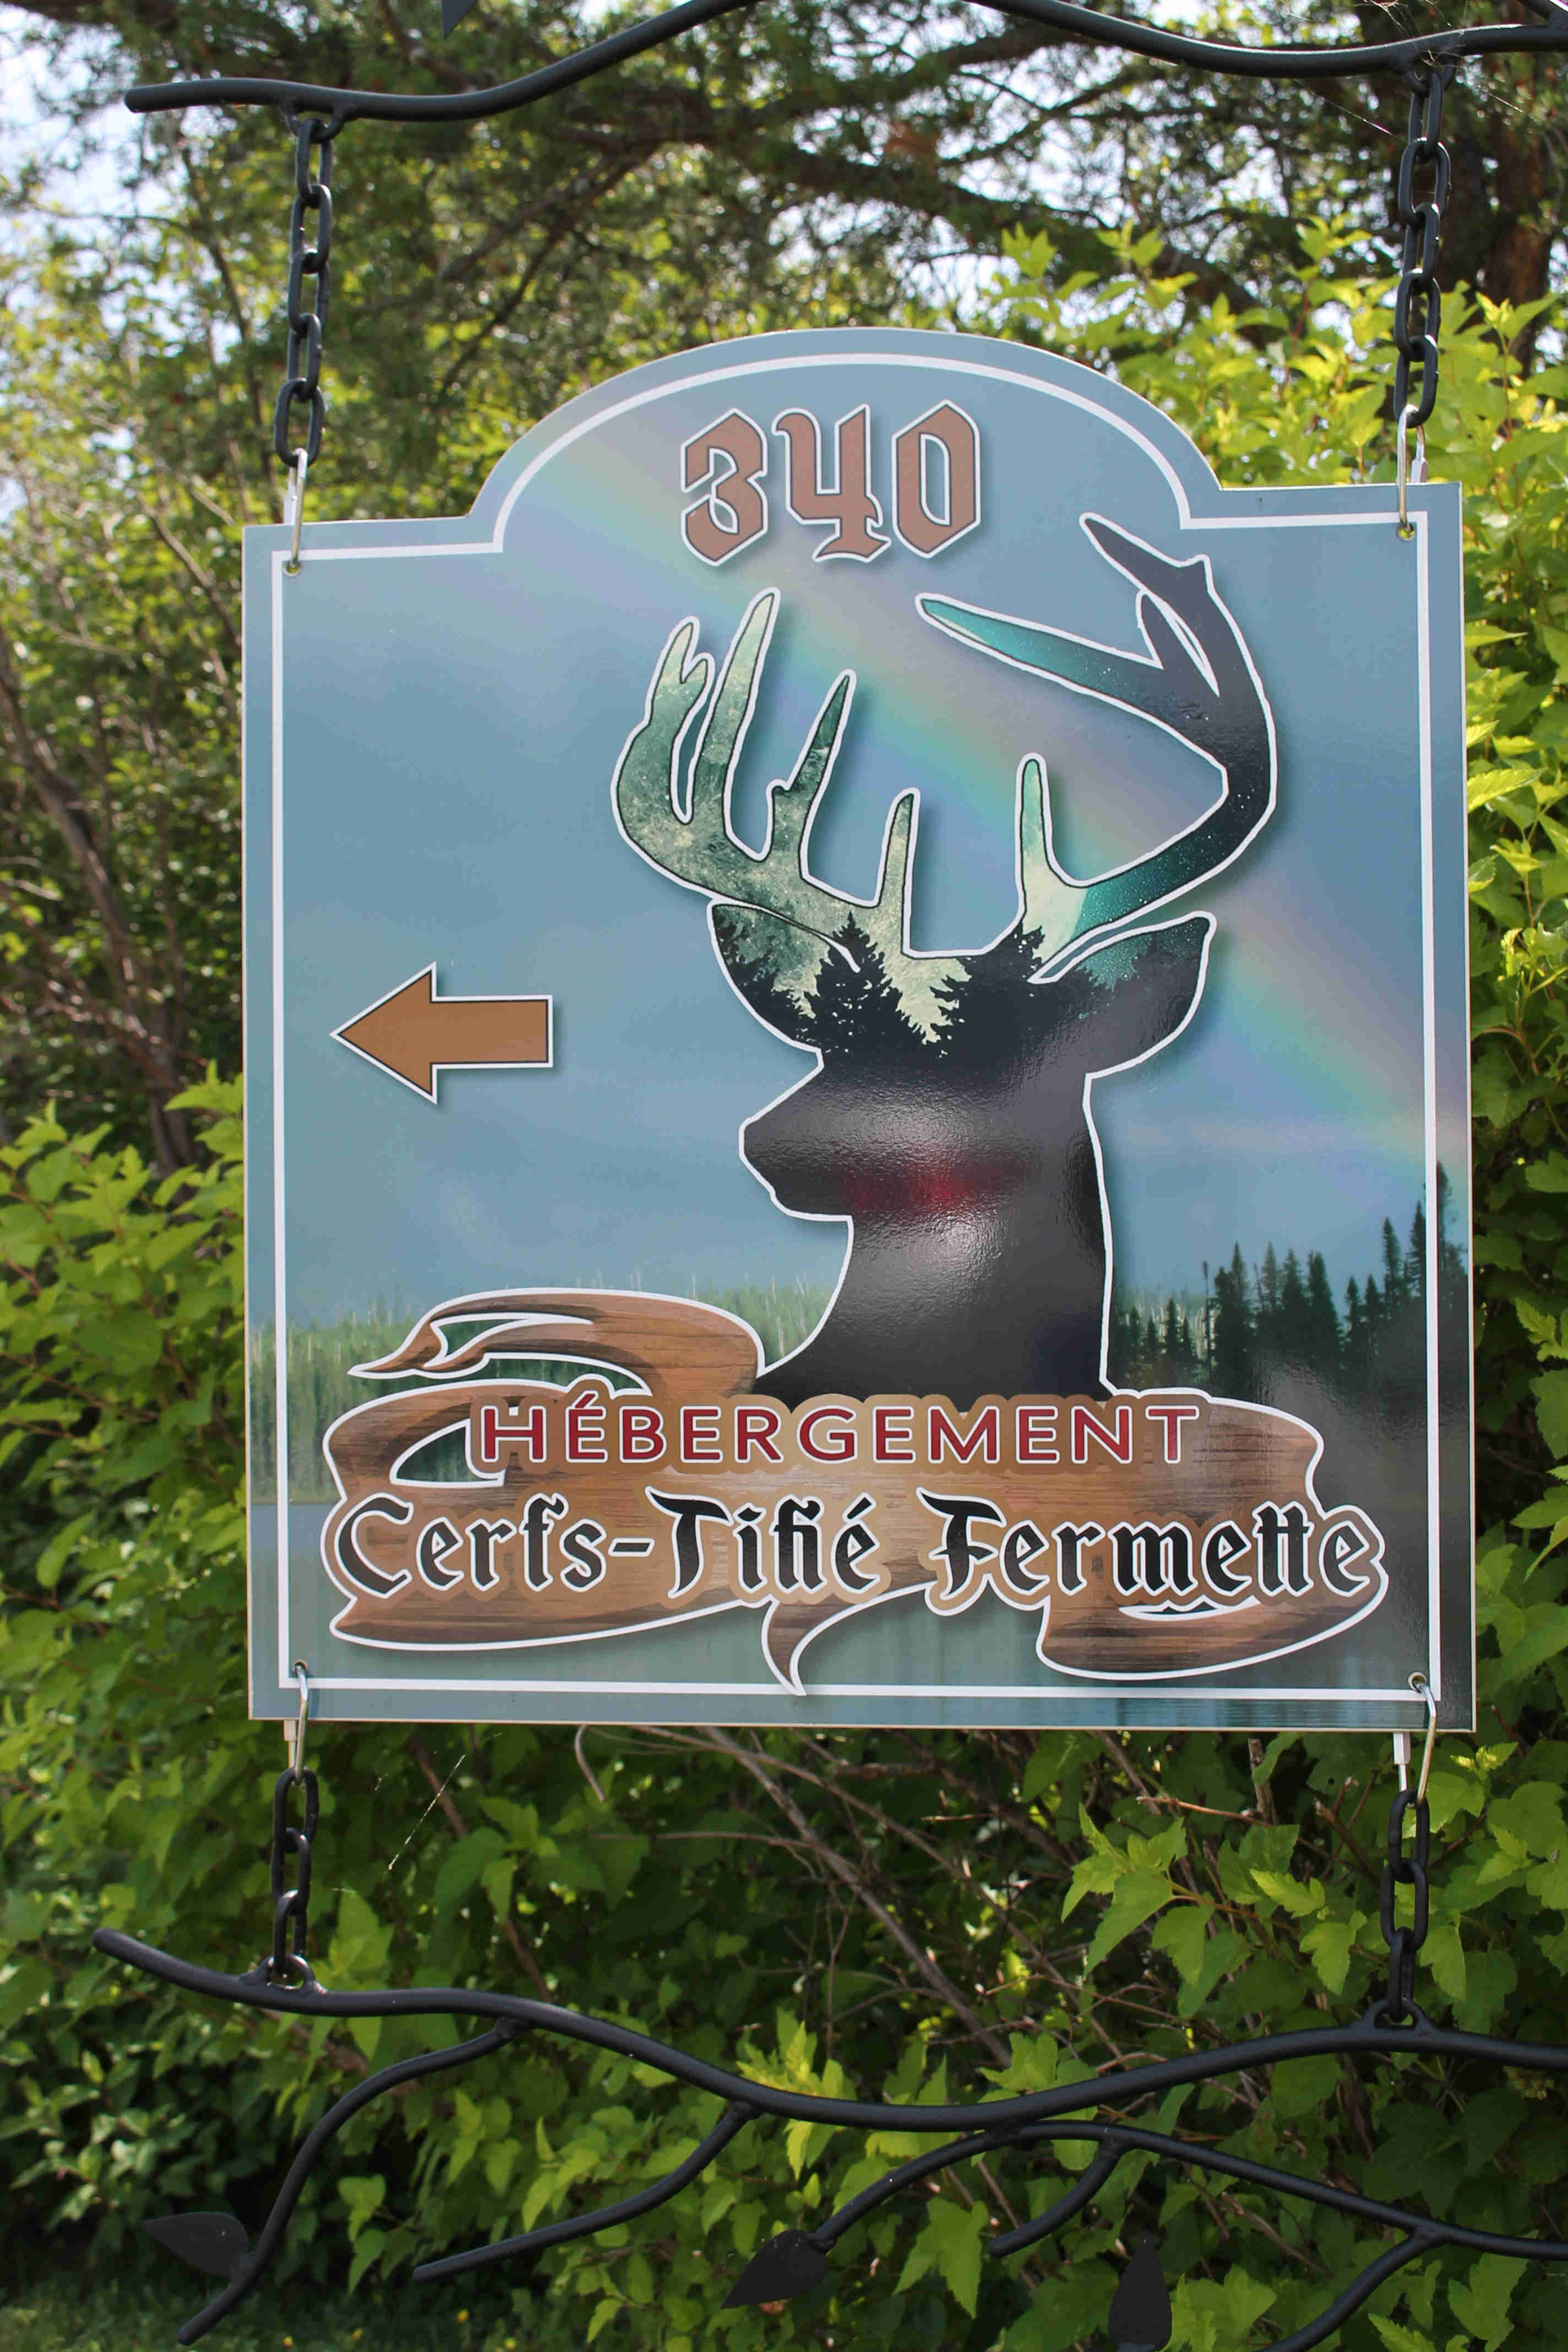 340
HÉBERGEMENT
Cerfs-Tifié Fermette